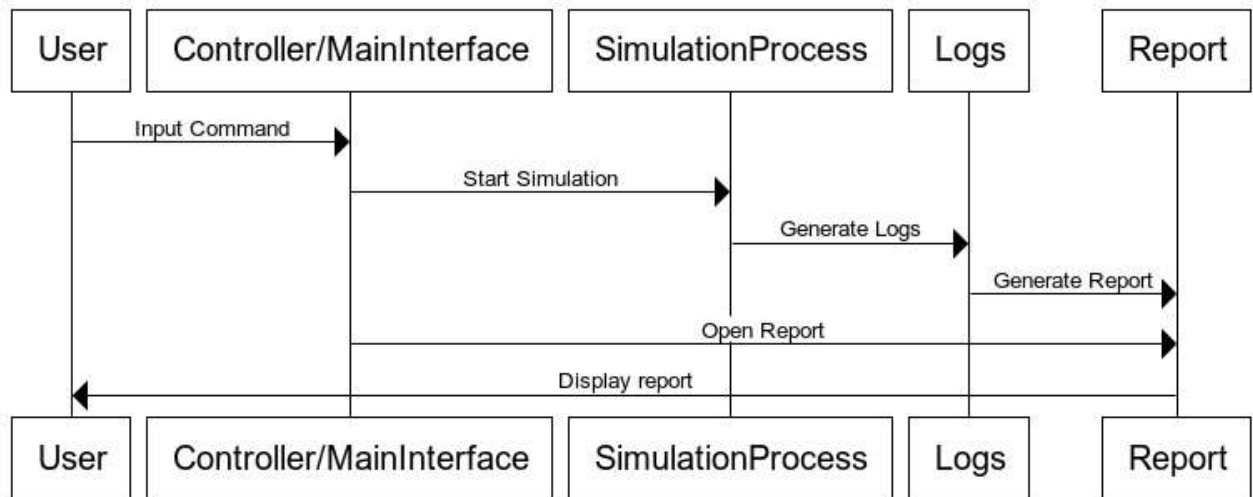 User
Controller/MainInterface
SimulationProcess
Logs
Report
Input Command
Start Simulation
Generate Logs
Generate Report
Open Report
Display report
User
Controller/MainInterface
SimulationProcess
Logs
Report